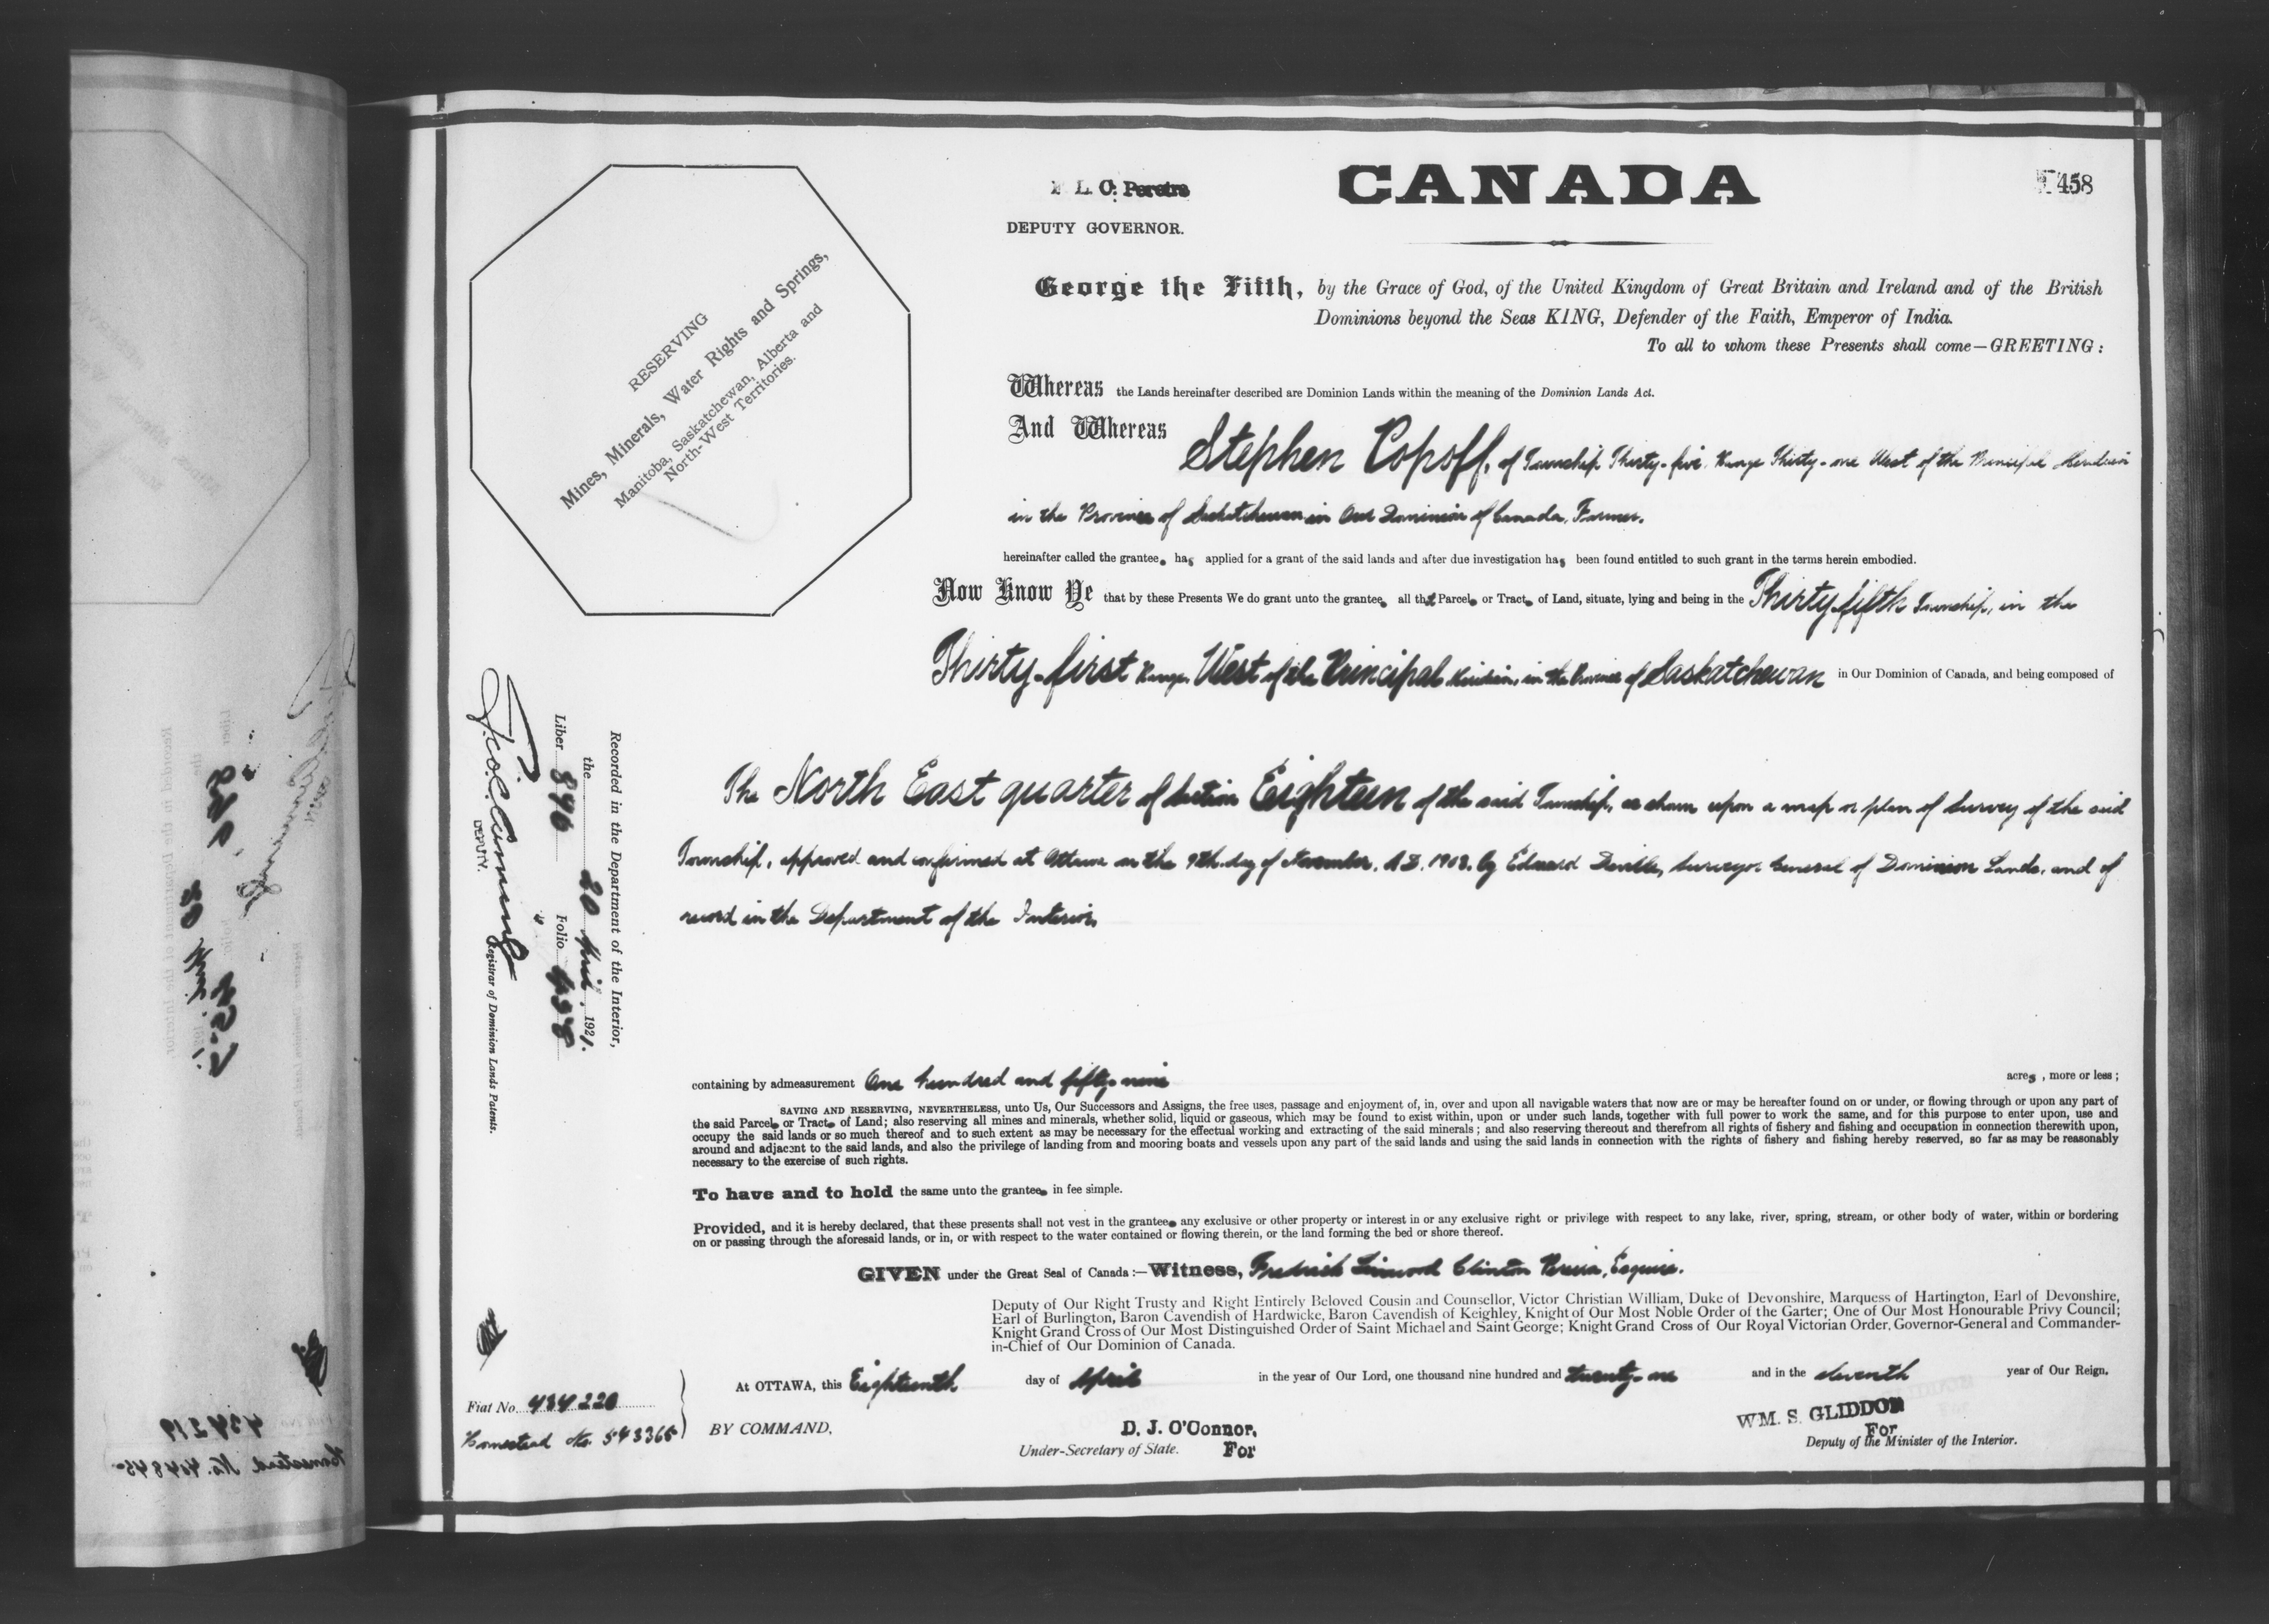 F L. C. Pereira
DEPUTY GOVERNOR.
CANADA
458
George the Fifth, by the Grace of God, of the United Kingdom of Great Britain and Ireland and of the British
Dominions beyond the Seas KING, Defender of the Faith, Emperor of India.
To all to whom these Presents shall come—GREETING:
RESERVING
Mines, Minerals, Water Rights and Springs,
Manitoba, Saskatchewan, Alberta and
North-West Territories.
Whereas the Lands hereinafter described are Dominion Lands within the meaning of the Dominion Lands Act.
And Whereas
Stephen Popoff, of Township Thirty-five, Range Thirty-one West of the Principal Meridian
in the Province of Saskatchewan in Our Dominion of Canada, Farmer,
hereinafter called the grantee, has applied for a grant of the said lands and after due investigation has been found entitled to such grant in the terms herein embodied.
Now Know Ye that by these Presents We do grant unto the grantee all that Parcel or Tract of Land, situate, lying and being in the Thirty fifth Township, in the
Thirty-first Range West of the Principal Meridian, in the Province of Saskatchewan in Our Dominion of Canada, and being composed of
The North East quarter of Section Eighteen of the said Township, as shown upon a map or plan of Survey of the said
Township, approved and confirmed at Ottawa on the 9th day of November, A.D. 1908, by Edward Deville, Surveyor General of Dominion Lands, and of
record in the Department of the Interior,
Recorded in the Department of the Interior,
the 20 April 1921.
Liber 896 Folio 458
Geo. C. Cuming
DEPUTY. Registrar of Dominion Lands Patents.
containing by admeasurement One hundred and fifty-nine acres, more or less;
SAVING AND RESERVING, NEVERTHELESS, unto Us, Our Successors and Assigns, the free uses, passage and enjoyment of, in, over and upon all navigable waters that now are or may be hereafter found on or under, or flowing through or upon any part of
the said Parcel or Tract of Land; also reserving all mines and minerals, whether solid, liquid or gaseous, which may be found to exist within, upon or under such lands, together with full power to work the same, and for this purpose to enter upon, use and
occupy the said lands or so much thereof and to such extent as may be necessary for the effectual working and extracting of the said minerals; and also reserving thereout and therefrom all rights of fishery and fishing and occupation in connection therewith upon,
around and adjacent to the said lands, and also the privilege of landing from and mooring boats and vessels upon any part of the said lands and using the said lands in connection with the rights of fishery and fishing hereby reserved, so far as may be reasonably
necessary to the exercise of such rights.
To have and to hold the same unto the grantee in fee simple.
Provided, and it is hereby declared, that these presents shall not vest in the grantee any exclusive or other property or interest in or any exclusive right or privilege with respect to any lake, river, spring, stream, or other body of water, within or bordering
on or passing through the aforesaid lands, or in, or with respect to the water contained or flowing therein, or the land forming the bed or shore thereof.
GIVEN under the Great Seal of Canada:—Witness, Fredrick Linwood Clinton Pereira, Esquire.
Deputy of Our Right Trusty and Right Entirely Beloved Cousin and Counsellor, Victor Christian William, Duke of Devonshire, Marquess of Hartington, Earl of Devonshire,
Earl of Burlington, Baron Cavendish of Hardwicke, Baron Cavendish of Keighley, Knight of Our Most Noble Order of the Garter; One of Our Most Honourable Privy Council;
Knight Grand Cross of Our Most Distinguished Order of Saint Michael and Saint George; Knight Grand Cross of Our Royal Victorian Order, Governor-General and Commander-
in-Chief of Our Dominion of Canada.
At OTTAWA, this Eighteenth day of April in the year of Our Lord, one thousand nine hundred and twenty-one and in the eleventh year of Our Reign.
Fiat No. 434220
Homestead No. 543365
BY COMMAND,
D. J. O'Connor,
Under-Secretary of State. For
WM. S. GLIDDON
For
Deputy of the Minister of the Interior.